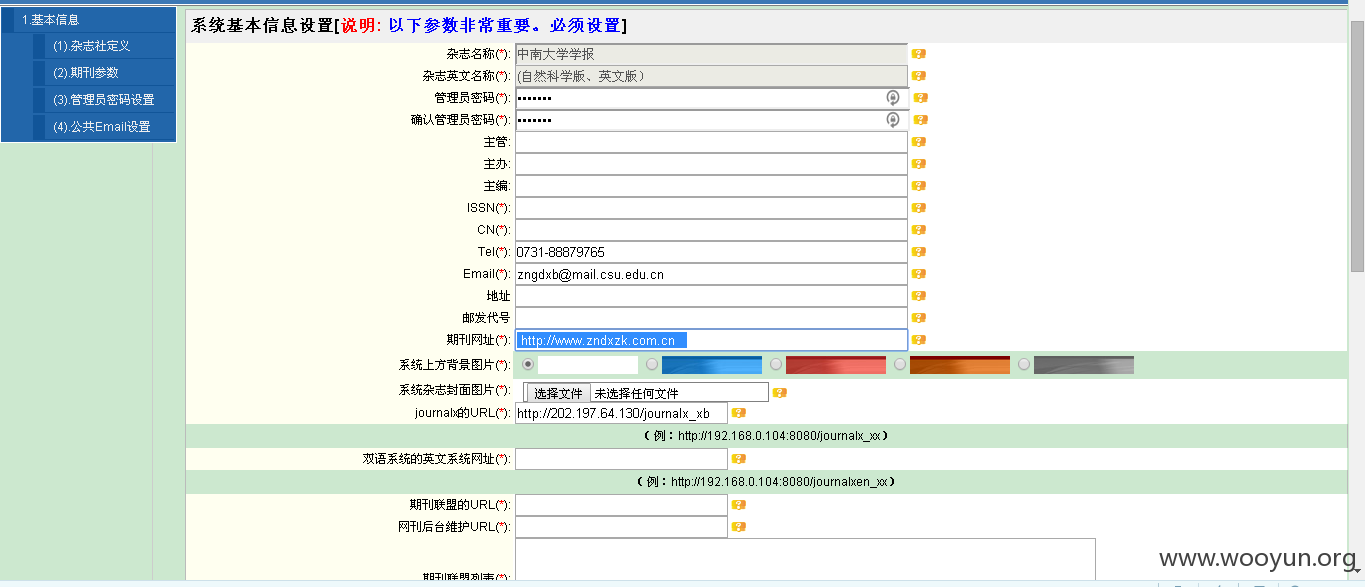 1.基本信息
(1).杂志社定义
(2).期刊参数
(3).管理员密码设置
(4).公共Email设置
系统基本信息设置[说明: 以下参数非常重要。必须设置]
杂志名称(*): 中南大学学报
杂志英文名称(*): (自然科学版、英文版）
管理员密码(*): •••••••
确认管理员密码(*): •••••••
主管:
主办:
主编:
ISSN(*):
CN(*):
Tel(*): 0731-88879765
Email(*): zngdxb@mail.csu.edu.cn
地址
邮发代号
期刊网址(*): http://www.zndxzk.com.cn
系统上方背景图片(*):
系统杂志封面图片(*): 选择文件 未选择任何文件
journalx的URL(*): http://202.197.64.130/journalx_xb
（例：http://192.168.0.104:8080/journalx_xx）
双语系统的英文系统网址(*):
（例：http://192.168.0.104:8080/journalxen_xx）
期刊联盟的URL(*):
网刊后台维护URL(*):
期刊联盟列表(*):
www.wooyun.org